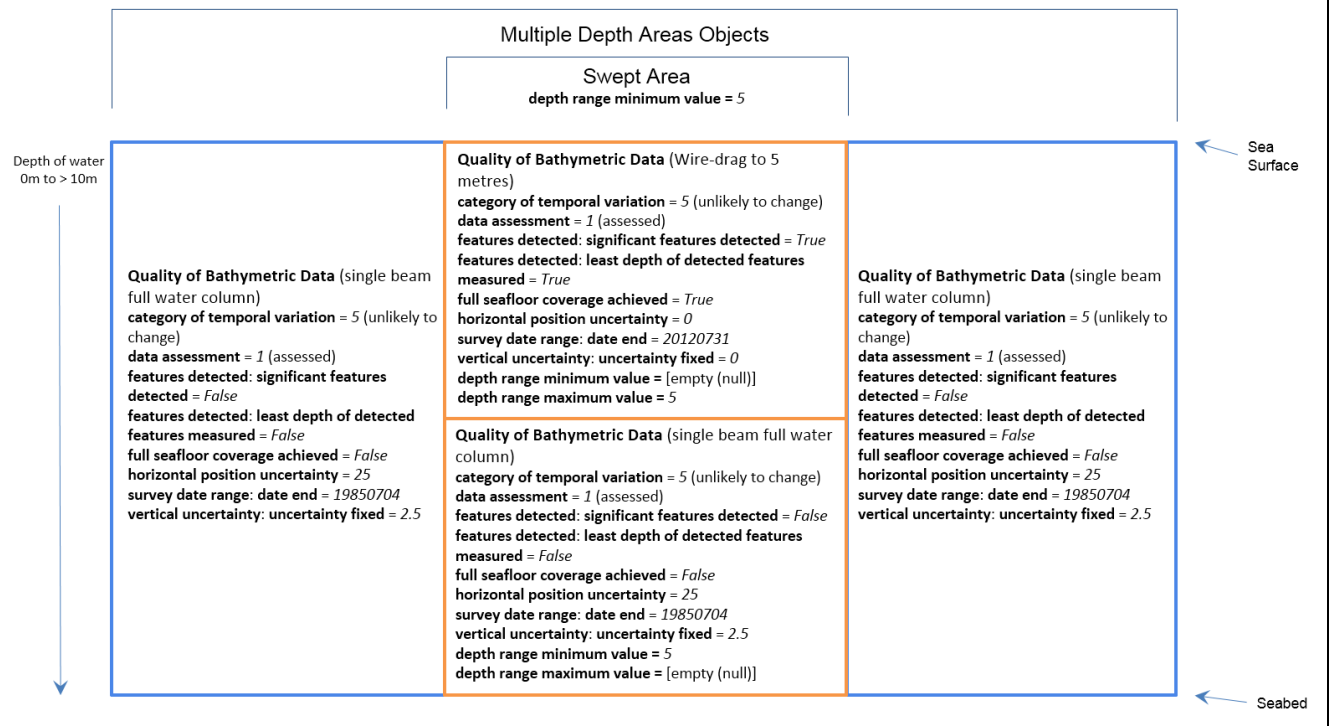 Multiple Depth Areas Objects
Swept Area
depth range minimum value = 5
Depth of water
0m to > 10m
Sea
Surface
Quality of Bathymetric Data (single beam
full water column)
category of temporal variation = 5 (unlikely to
change)
data assessment = 1 (assessed)
features detected: significant features
detected = False
features detected: least depth of detected
features measured = False
full seafloor coverage achieved = False
horizontal position uncertainty = 25
survey date range: date end = 19850704
vertical uncertainty: uncertainty fixed = 2.5
Quality of Bathymetric Data (Wire-drag to 5
metres)
category of temporal variation = 5 (unlikely to change)
data assessment = 1 (assessed)
features detected: significant features detected = True
features detected: least depth of detected features
measured = True
full seafloor coverage achieved = True
horizontal position uncertainty = 0
survey date range: date end = 20120731
vertical uncertainty: uncertainty fixed = 0
depth range minimum value = [empty (null)]
depth range maximum value = 5
Quality of Bathymetric Data (single beam full water
column)
category of temporal variation = 5 (unlikely to change)
data assessment = 1 (assessed)
features detected: significant features detected = False
features detected: least depth of detected features
measured = False
full seafloor coverage achieved = False
horizontal position uncertainty = 25
survey date range: date end = 19850704
vertical uncertainty: uncertainty fixed = 2.5
depth range minimum value = 5
depth range maximum value = [empty (null)]
Quality of Bathymetric Data (single beam
full water column)
category of temporal variation = 5 (unlikely to
change)
data assessment = 1 (assessed)
features detected: significant features
detected = False
features detected: least depth of detected
features measured = False
full seafloor coverage achieved = False
horizontal position uncertainty = 25
survey date range: date end = 19850704
vertical uncertainty: uncertainty fixed = 2.5
Seabed